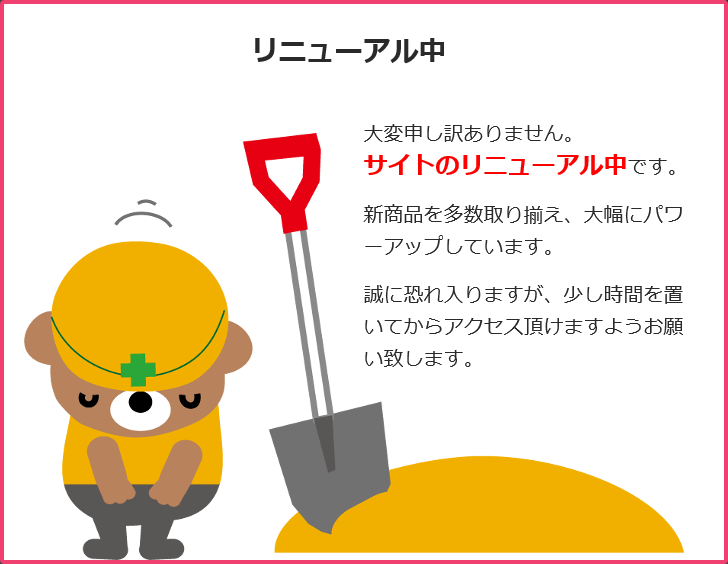 リニューアル中
大変申し訳ありません。
サイトのリニューアル中です。
新商品を多数取り揃え、大幅にパワ
ーアップしています。
誠に恐れ入りますが、少し時間を置
いてからアクセス頂けますようお願
い致します。